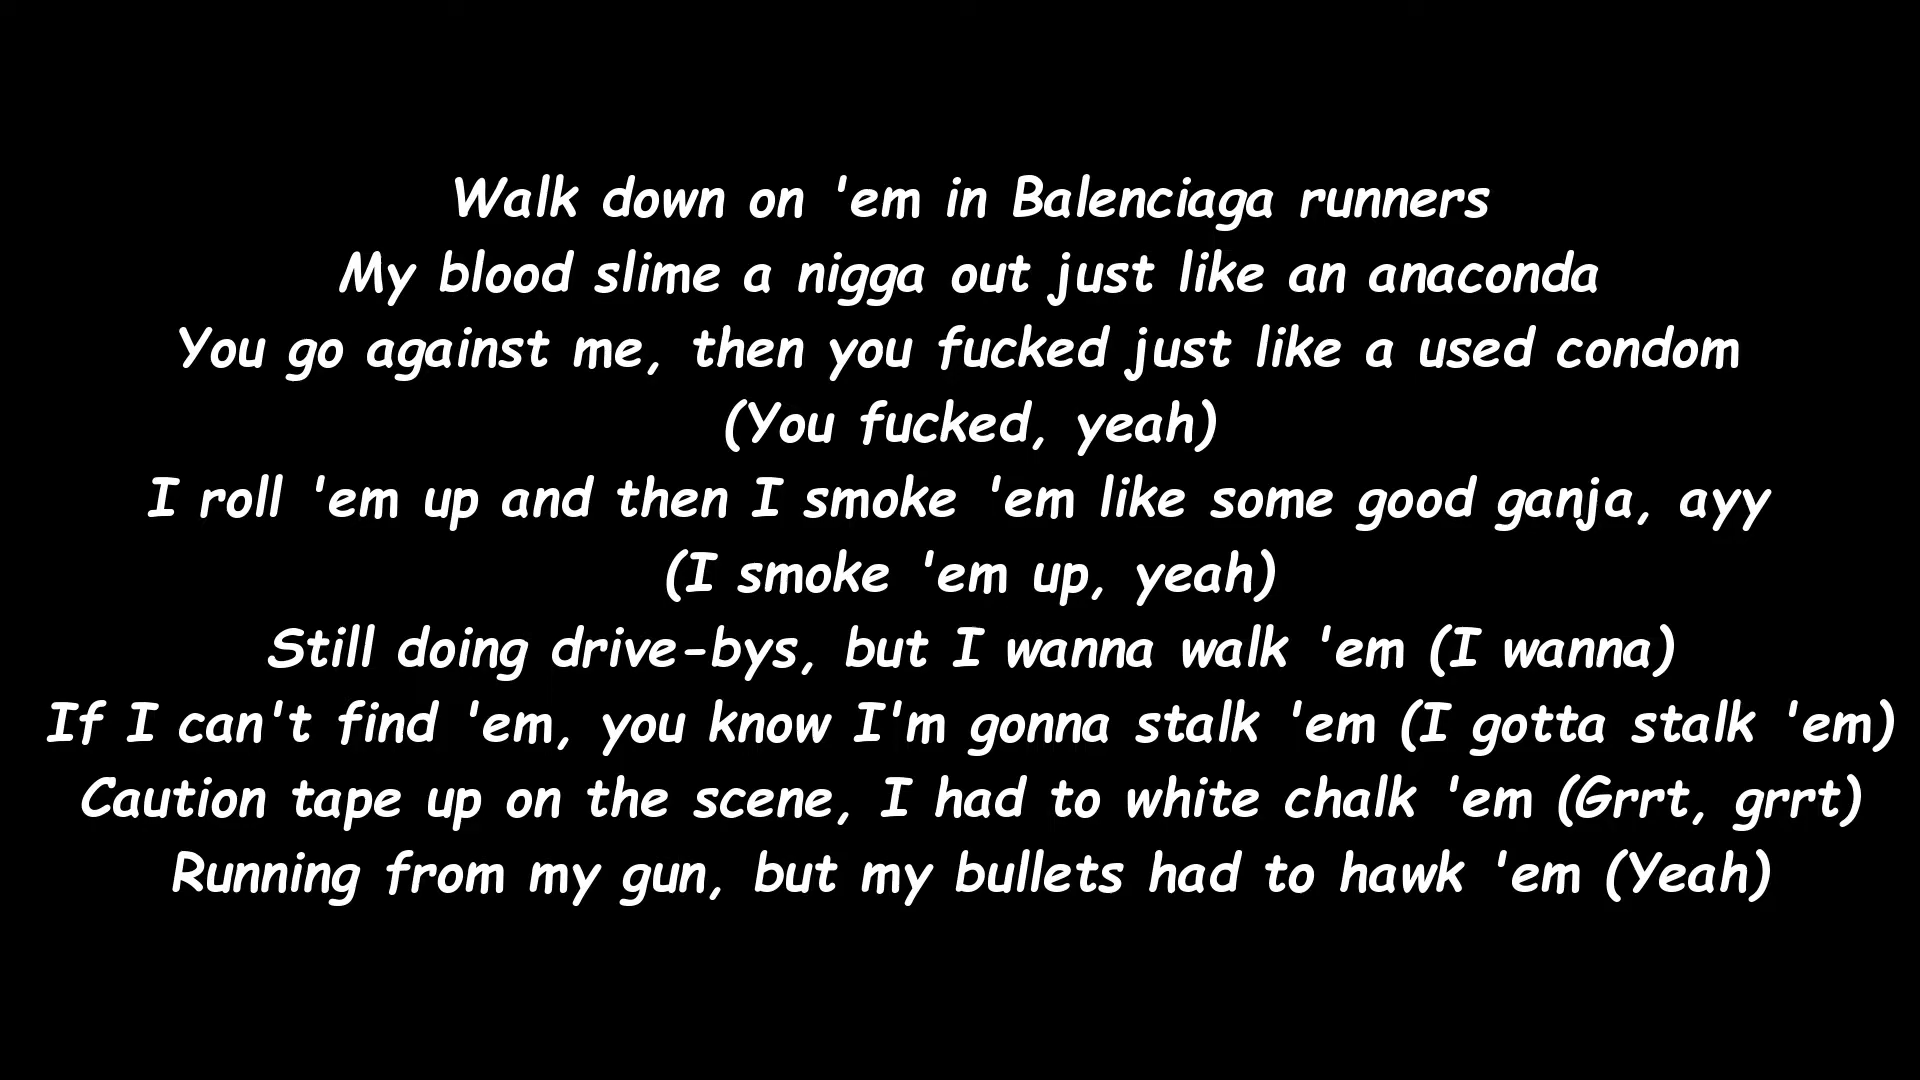 Walk down on 'em in Balenciaga runners
My blood slime a nigga out just like an anaconda
You go against me, then you fucked just like a used condom
(You fucked, yeah)
I roll 'em up and then I smoke 'em like some good ganja, ayy
(I smoke 'em up, yeah)
Still doing drive-bys, but I wanna walk 'em (I wanna)
If I can't find 'em, you know I'm gonna stalk 'em (I gotta stalk 'em)
Caution tape up on the scene, I had to white chalk 'em (Grrt, grrt)
Running from my gun, but my bullets had to hawk 'em (Yeah)